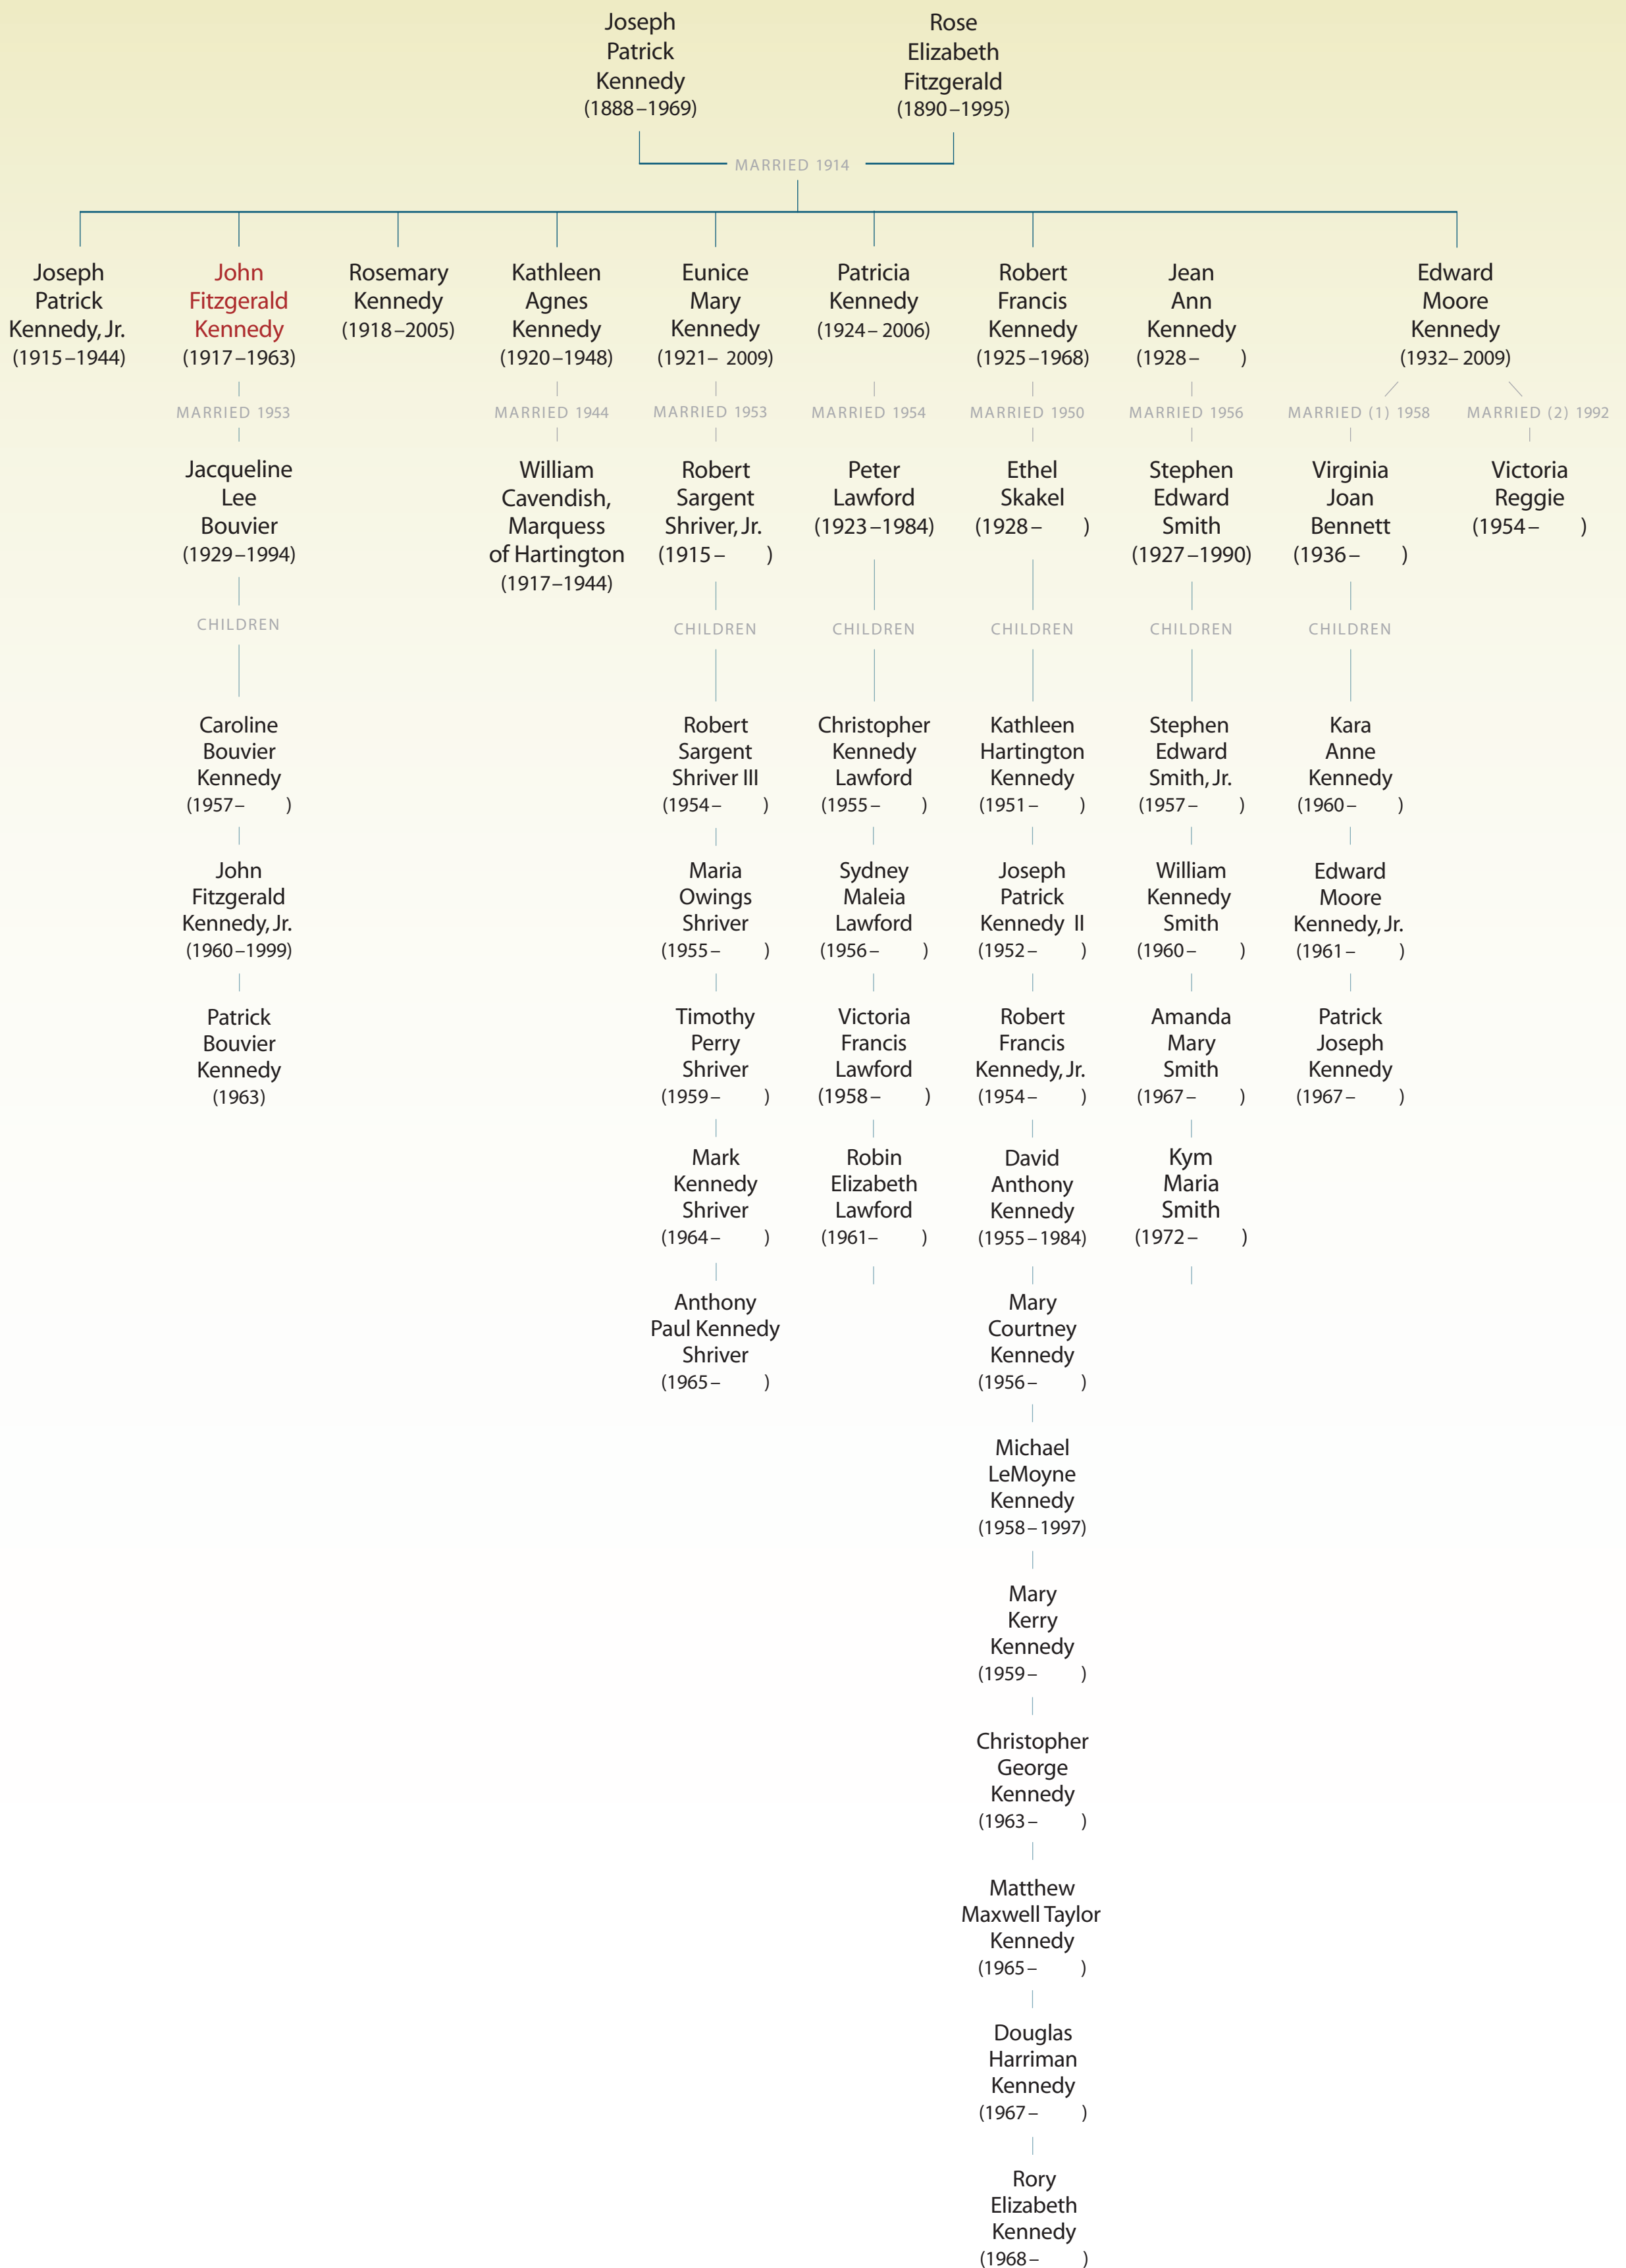 Joseph
Patrick
Kennedy
(1888–1969)
Rose
Elizabeth
Fitzgerald
(1890–1995)
MARRIED 1914
Joseph
Patrick
Kennedy, Jr.
(1915–1944)
John
Fitzgerald
Kennedy
(1917–1963)
Rosemary
Kennedy
(1918–2005)
Kathleen
Agnes
Kennedy
(1920–1948)
Eunice
Mary
Kennedy
(1921– 2009)
Patricia
Kennedy
(1924– 2006)
Robert
Francis
Kennedy
(1925–1968)
Jean
Ann
Kennedy
(1928– )
Edward
Moore
Kennedy
(1932– 2009)
MARRIED 1953
MARRIED 1944
MARRIED 1953
MARRIED 1954
MARRIED 1950
MARRIED 1956
MARRIED (1) 1958
MARRIED (2) 1992
Jacqueline
Lee
Bouvier
(1929–1994)
William
Cavendish,
Marquess
of Hartington
(1917–1944)
Robert
Sargent
Shriver, Jr.
(1915– )
Peter
Lawford
(1923–1984)
Ethel
Skakel
(1928– )
Stephen
Edward
Smith
(1927–1990)
Virginia
Joan
Bennett
(1936– )
Victoria
Reggie
(1954– )
CHILDREN
CHILDREN
CHILDREN
CHILDREN
CHILDREN
CHILDREN
Caroline
Bouvier
Kennedy
(1957– )
John
Fitzgerald
Kennedy, Jr.
(1960–1999)
Patrick
Bouvier
Kennedy
(1963)
Robert
Sargent
Shriver III
(1954– )
Maria
Owings
Shriver
(1955– )
Timothy
Perry
Shriver
(1959– )
Mark
Kennedy
Shriver
(1964– )
Anthony
Paul Kennedy
Shriver
(1965– )
Christopher
Kennedy
Lawford
(1955– )
Sydney
Maleia
Lawford
(1956– )
Victoria
Francis
Lawford
(1958– )
Robin
Elizabeth
Lawford
(1961– )
Kathleen
Hartington
Kennedy
(1951– )
Joseph
Patrick
Kennedy II
(1952– )
Robert
Francis
Kennedy, Jr.
(1954– )
David
Anthony
Kennedy
(1955–1984)
Mary
Courtney
Kennedy
(1956– )
Michael
LeMoyne
Kennedy
(1958–1997)
Mary
Kerry
Kennedy
(1959– )
Christopher
George
Kennedy
(1963– )
Matthew
Maxwell Taylor
Kennedy
(1965– )
Douglas
Harriman
Kennedy
(1967– )
Rory
Elizabeth
Kennedy
(1968– )
Stephen
Edward
Smith, Jr.
(1957– )
William
Kennedy
Smith
(1960– )
Amanda
Mary
Smith
(1967– )
Kym
Maria
Smith
(1972– )
Kara
Anne
Kennedy
(1960– )
Edward
Moore
Kennedy, Jr.
(1961– )
Patrick
Joseph
Kennedy
(1967– )